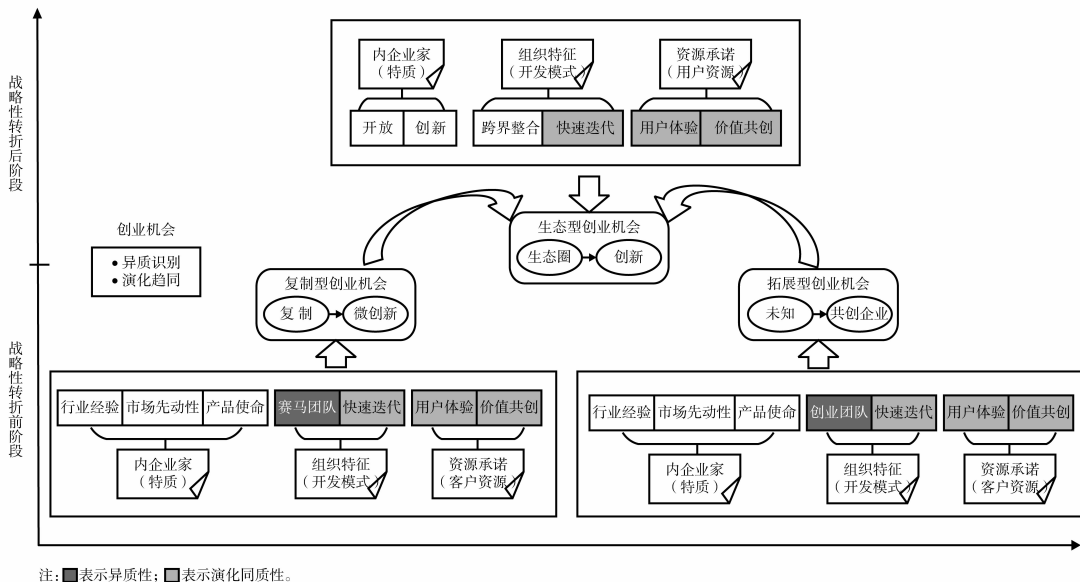 战略性转折后阶段
战略性转折前阶段
内企业家
（特质）
开放
创新
组织特征
（开发模式）
跨界整合
快速迭代
资源承诺
（用户资源）
用户体验
价值共创
创业机会
• 异质识别
• 演化趋同
生态型创业机会
生态圈
创新
复制型创业机会
复制
微创新
拓展型创业机会
未知
共创企业
行业经验
市场先动性
产品使命
赛马团队
快速迭代
用户体验
价值共创
内企业家
（特质）
组织特征
（开发模式）
资源承诺
（客户资源）
行业经验
市场先动性
产品使命
创业团队
快速迭代
用户体验
价值共创
内企业家
（特质）
组织特征
（开发模式）
资源承诺
（客户资源）
注：表示异质性；表示演化同质性。